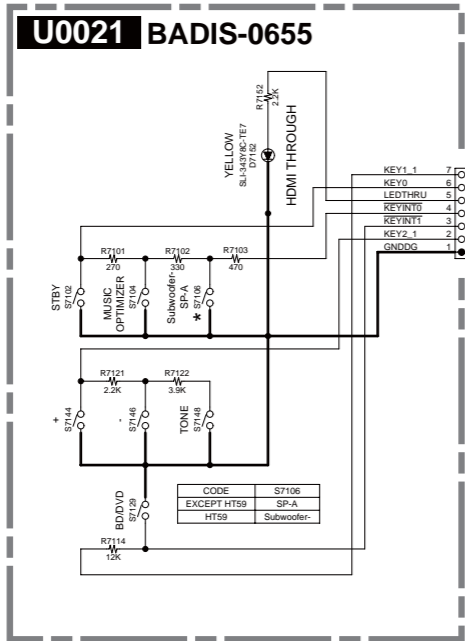 U0021 BADIS-0655
R7152
2.2K
YELLOW
SLI-343Y8C-TE7
D7152
HDMI THROUGH
KEY1_1 7
KEY0 6
LEDTHRU 5
KEYINT0 4
KEYINT1 3
KEY2_1 2
GNDDG 1
R7101
270
R7102
330
R7103
470
STBY
S7102
MUSIC
OPTIMIZER
S7104
Subwoofer-
SP-A
*
S7106
R7121
2.2K
R7122
3.9K
+
S7144
-
S7146
TONE
S7148
BD/DVD
S7129
CODE S7106
EXCEPT HT59 SP-A
HT59 Subwoofer-
R7114
12K